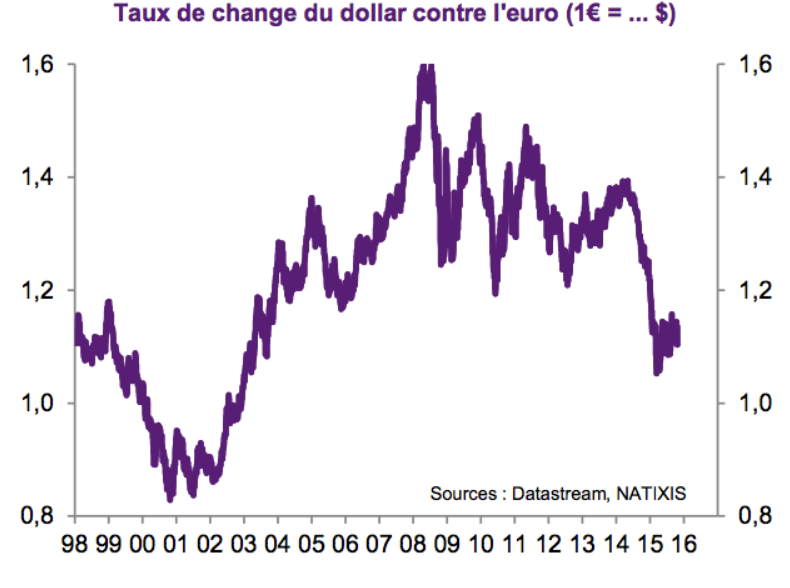 Taux de change du dollar contre l'euro (1€ = ... $)
1,6 1,6
1,4 1,4
1,2 1,2
1,0 1,0
Sources : Datastream, NATIXIS
0,8 0,8
98 99 00 01 02 03 04 05 06 07 08 09 10 11 12 13 14 15 16